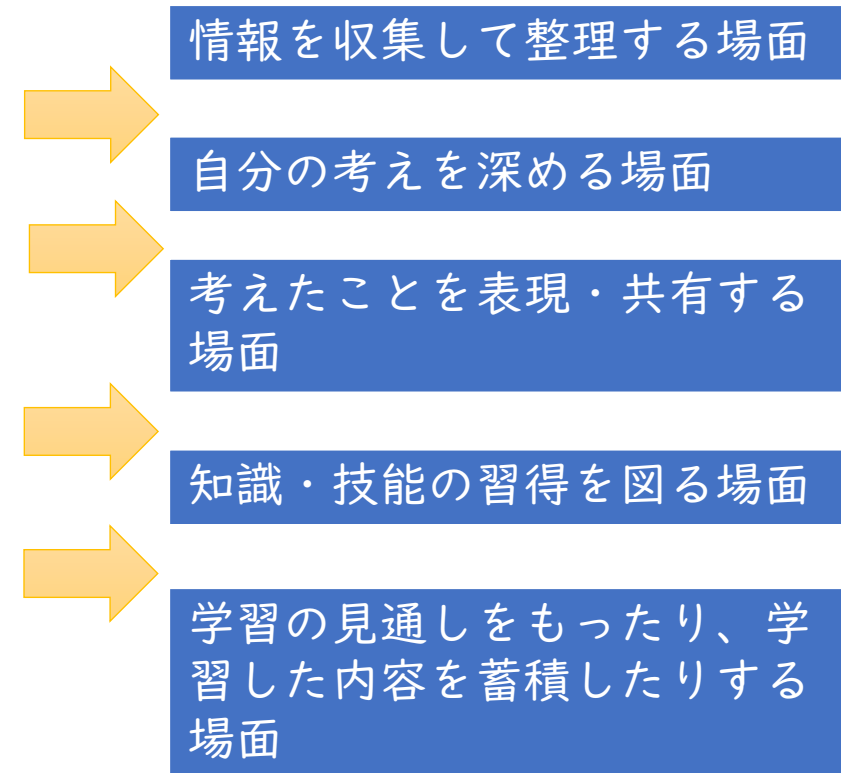 情報を収集して整理する場面
自分の考えを深める場面
考えたことを表現・共有する
場面
知識・技能の習得を図る場面
学習の見通しをもったり、学
習した内容を蓄積したりする
場面